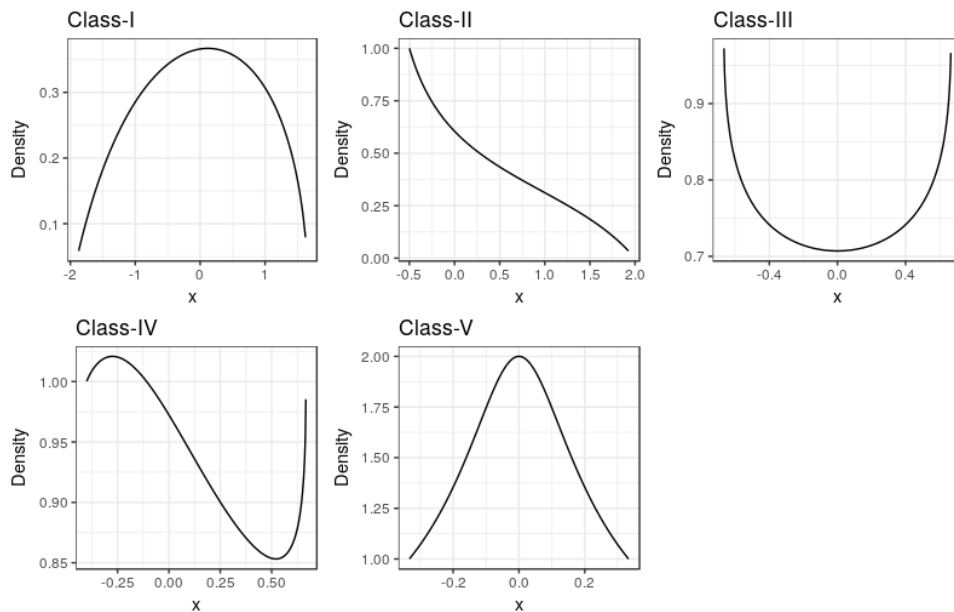 Class-I
Class-II
Class-III
0.3
0.2
0.1
Density
-2
-1
0
1
x
1.00
0.75
0.50
0.25
0.00
Density
-0.5
0.0
0.5
1.0
1.5
2.0
x
0.9
0.8
0.7
Density
-0.4
0.0
0.4
x
Class-IV
Class-V
1.00
0.95
0.90
0.85
Density
-0.25
0.00
0.25
0.50
x
2.00
1.75
1.50
1.25
1.00
Density
-0.2
0.0
0.2
x